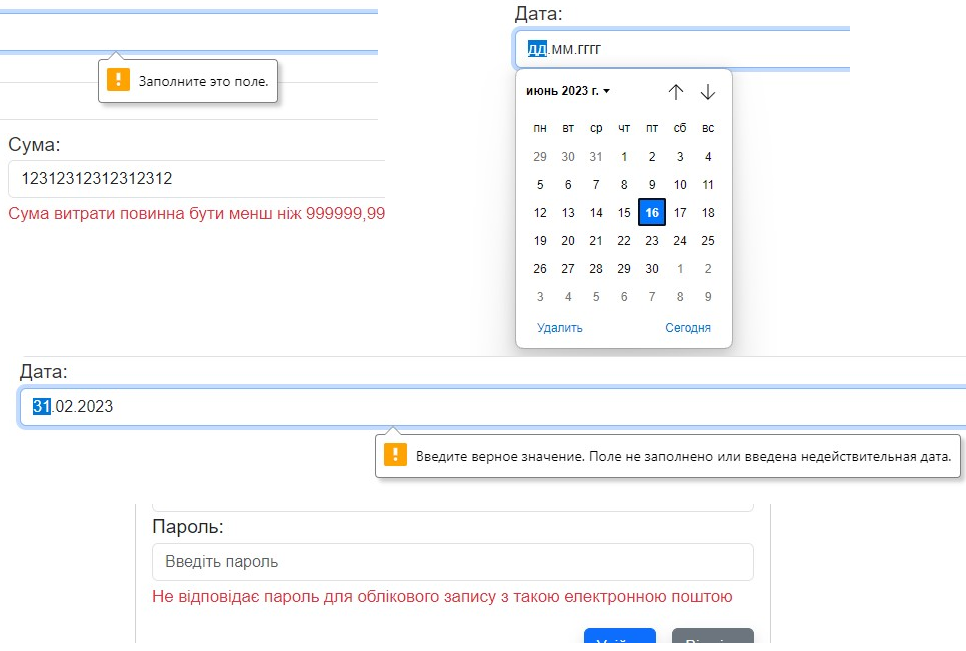 Заполните это поле.
Сума:
12312312312312312
Сума витрати повинна бути менш ніж 999999,99
Дата:
дд.мм.гггг
июнь 2023 г.
пн вт ср чт пт сб вс
29 30 31 1 2 3 4
5 6 7 8 9 10 11
12 13 14 15 16 17 18
19 20 21 22 23 24 25
26 27 28 29 30 1 2
3 4 5 6 7 8 9
Удалить Сегодня
Дата:
31.02.2023
Введите верное значение. Поле не заполнено или введена недействительная дата.
Пароль:
Введіть пароль
Не відповідає пароль для облікового запису з такою електронною поштою